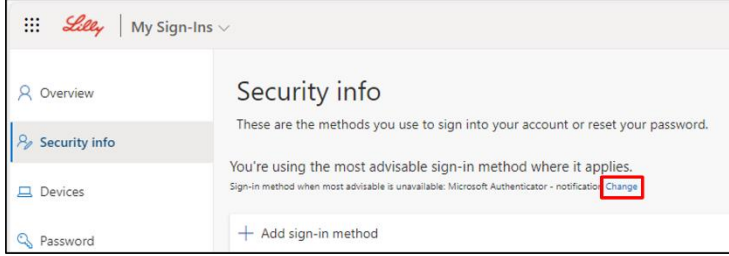 Lilly My Sign-Ins
Overview
Security info
Devices
Password
Security info
These are the methods you use to sign into your account or reset your password.
You're using the most advisable sign-in method where it applies.
Sign-in method when most advisable is unavailable: Microsoft Authenticator - notification Change
+ Add sign-in method